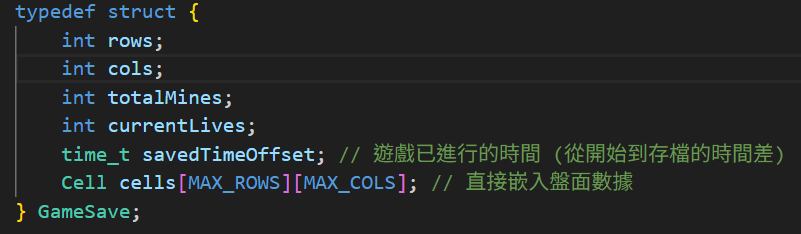 typedef struct {
    int rows;
    int cols;
    int totalMines;
    int currentLives;
    time_t savedTimeOffset; // 遊戲已進行的時間 (從開始到存檔的時間差)
    Cell cells[MAX_ROWS][MAX_COLS]; // 直接嵌入盤面數據
} GameSave;